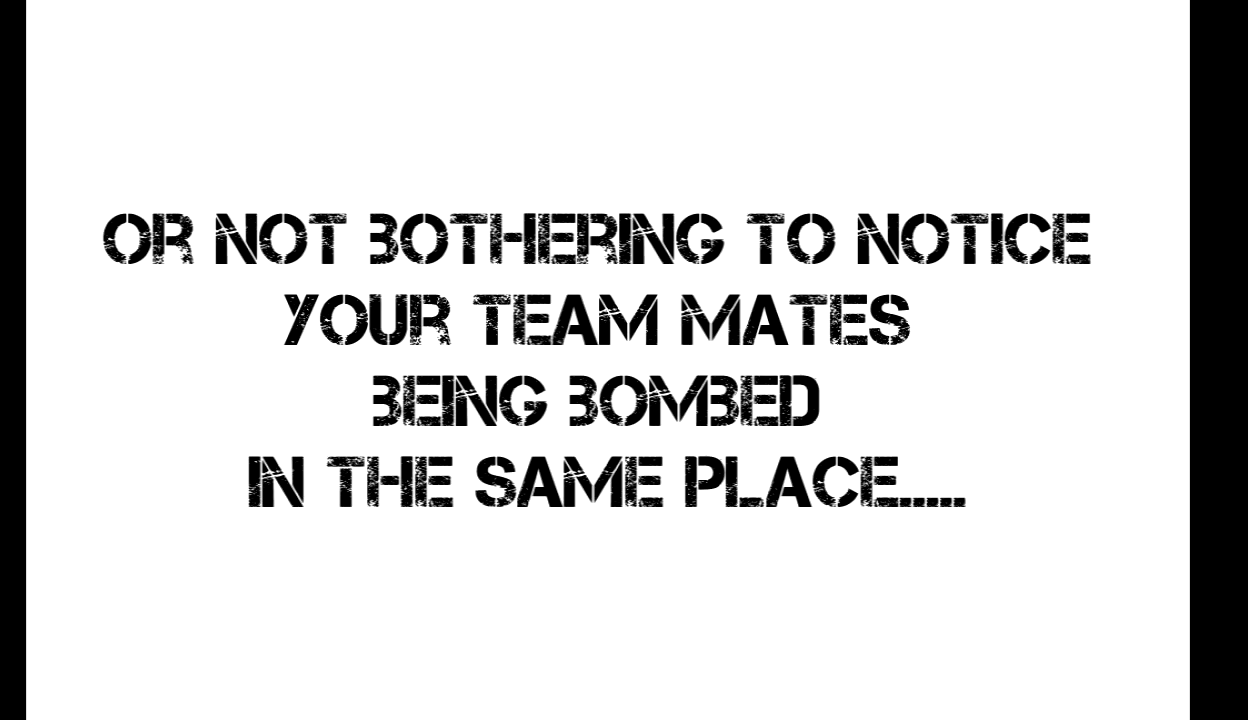 OR NOT BOTHERING TO NOTICE
YOUR TEAM MATES
BEING BOMBED
IN THE SAME PLACE.....